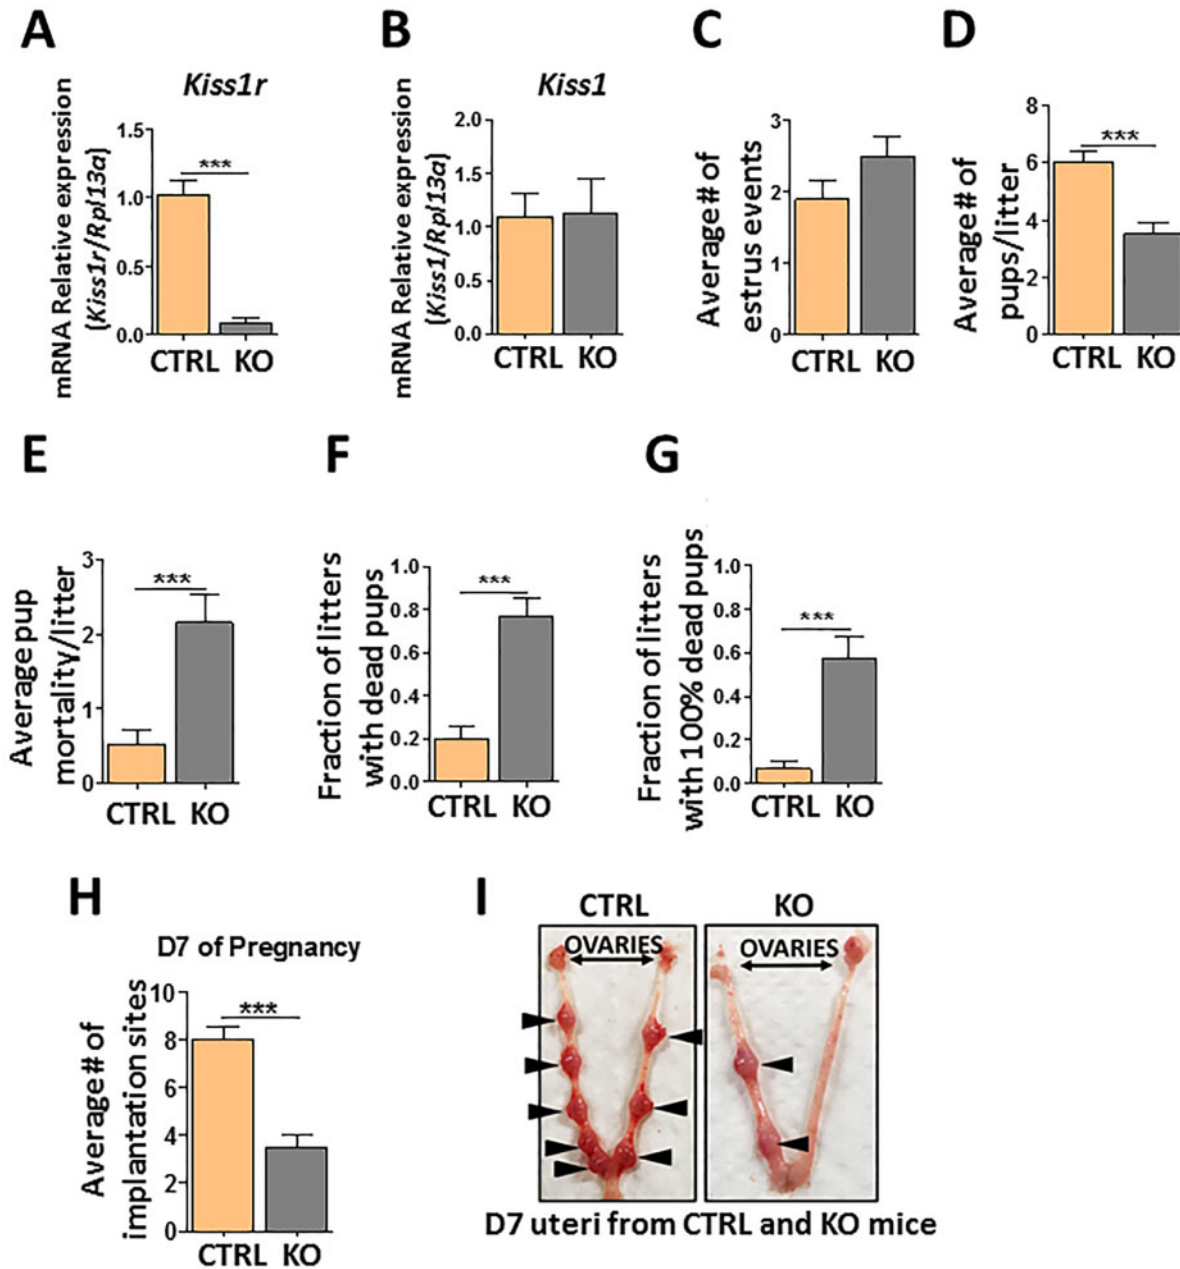 A
Kiss1r
mRNA Relative expression
(Kiss1r/Rpl13a)
1.5
1.0
0.5
0.0
***
CTRL KO
B
Kiss1
mRNA Relative expression
(Kiss1/Rpl13a)
2.0
1.5
1.0
0.5
0.0
CTRL KO
C
Average # of
estrus events
3
2
1
0
CTRL KO
D
Average # of
pups/litter
8
6
4
2
0
***
CTRL KO
E
Average pup
mortality/litter
3
2
1
0
***
CTRL KO
F
Fraction of litters
with dead pups
1.0
0.8
0.6
0.4
0.2
0.0
***
CTRL KO
G
Fraction of litters
with 100% dead pups
1.0
0.8
0.6
0.4
0.2
0.0
***
CTRL KO
H
D7 of Pregnancy
Average # of
implantation sites
10
8
6
4
2
0
***
CTRL KO
I
CTRL
KO
OVARIES
OVARIES
D7 uteri from CTRL and KO mice